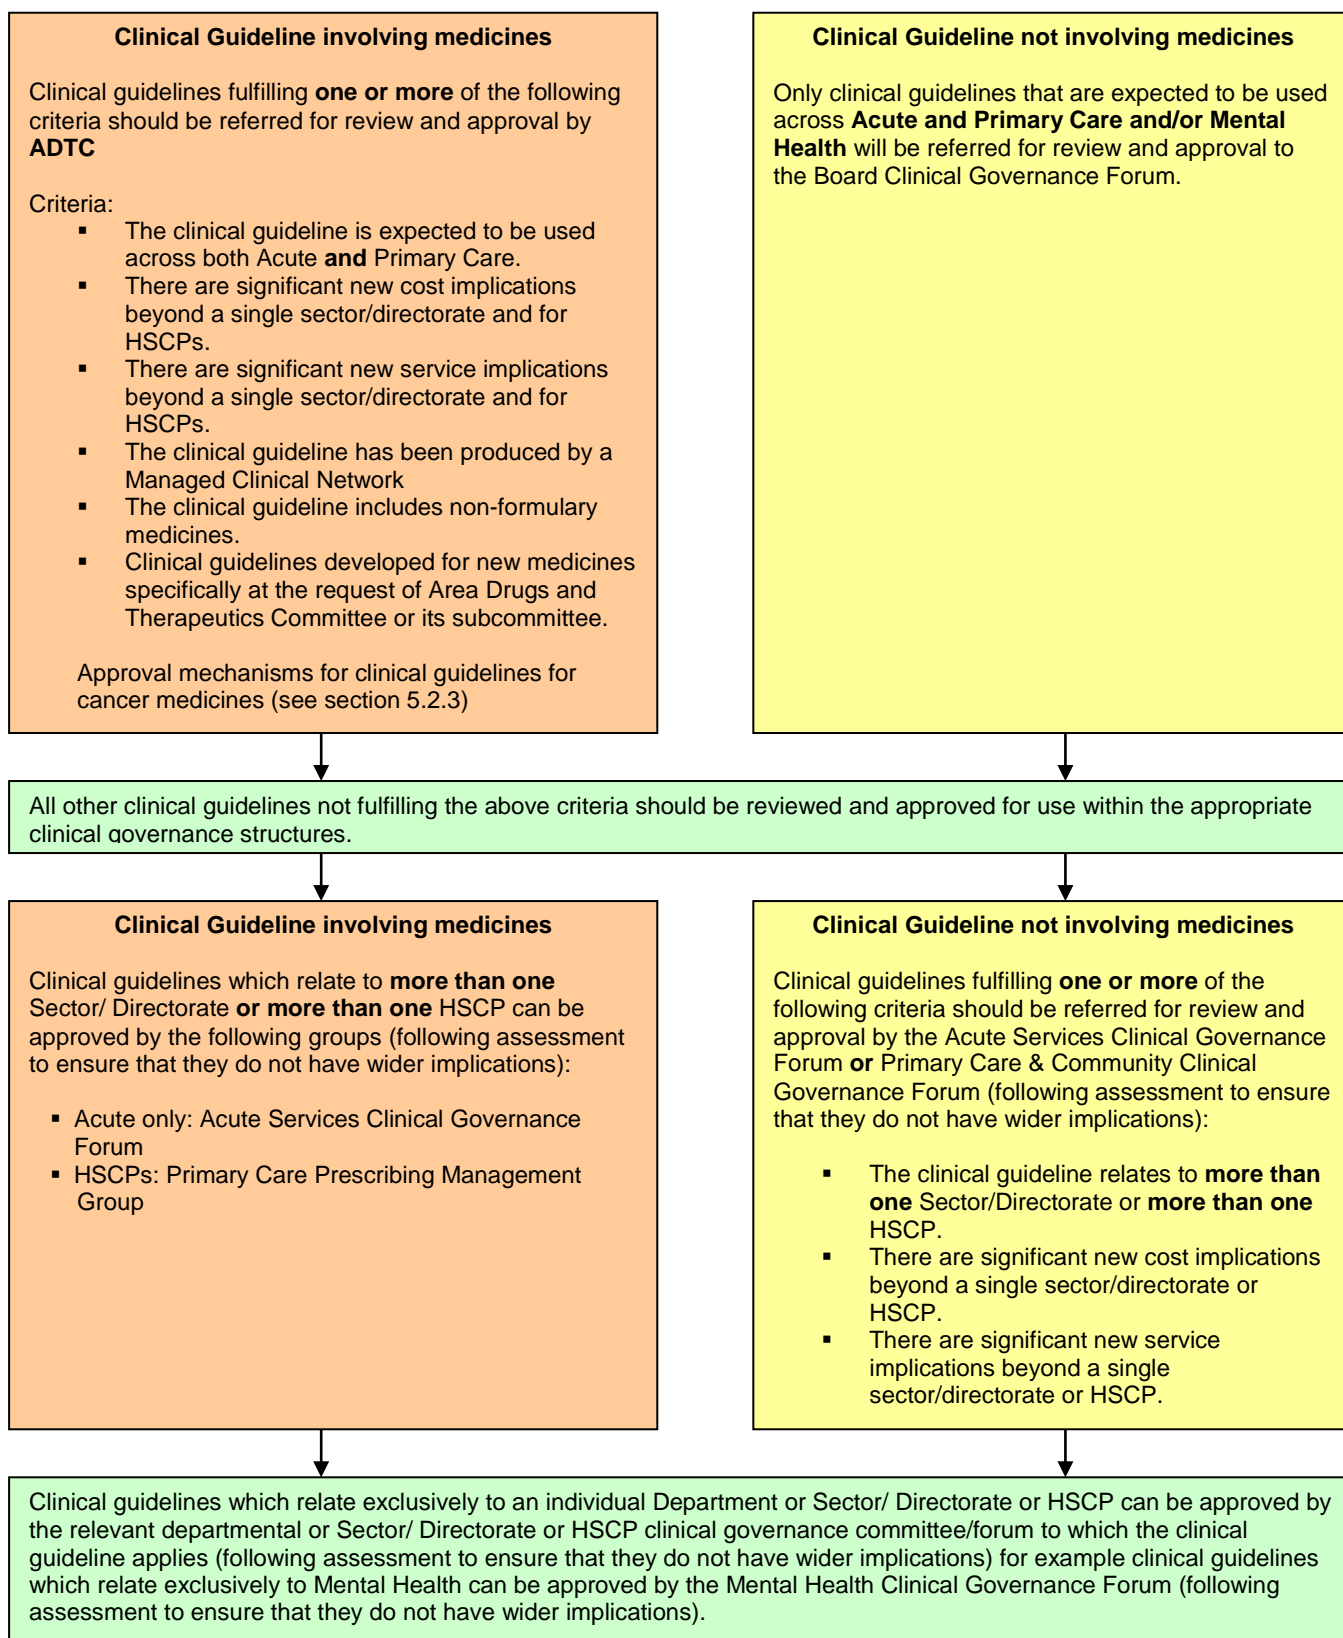 Clinical Guideline involving medicines
Clinical guidelines fulfilling one or more of the following
criteria should be referred for review and approval by
ADTC
Criteria:
▪ The clinical guideline is expected to be used
across both Acute and Primary Care.
▪ There are significant new cost implications
beyond a single sector/directorate and for
HSCPs.
▪ There are significant new service implications
beyond a single sector/directorate and for
HSCPs.
▪ The clinical guideline has been produced by a
Managed Clinical Network
▪ The clinical guideline includes non-formulary
medicines.
▪ Clinical guidelines developed for new medicines
specifically at the request of Area Drugs and
Therapeutics Committee or its subcommittee.
Approval mechanisms for clinical guidelines for
cancer medicines (see section 5.2.3)
Clinical Guideline not involving medicines
Only clinical guidelines that are expected to be used
across Acute and Primary Care and/or Mental
Health will be referred for review and approval to
the Board Clinical Governance Forum.
All other clinical guidelines not fulfilling the above criteria should be reviewed and approved for use within the appropriate
clinical governance structures.
Clinical Guideline involving medicines
Clinical guidelines which relate to more than one
Sector/ Directorate or more than one HSCP can be
approved by the following groups (following assessment
to ensure that they do not have wider implications):
▪ Acute only: Acute Services Clinical Governance
Forum
▪ HSCPs: Primary Care Prescribing Management
Group
Clinical Guideline not involving medicines
Clinical guidelines fulfilling one or more of the
following criteria should be referred for review and
approval by the Acute Services Clinical Governance
Forum or Primary Care & Community Clinical
Governance Forum (following assessment to ensure
that they do not have wider implications):
▪ The clinical guideline relates to more than
one Sector/Directorate or more than one
HSCP.
▪ There are significant new cost implications
beyond a single sector/directorate or
HSCP.
▪ There are significant new service
implications beyond a single
sector/directorate or HSCP.
Clinical guidelines which relate exclusively to an individual Department or Sector/ Directorate or HSCP can be approved by
the relevant departmental or Sector/ Directorate or HSCP clinical governance committee/forum to which the clinical
guideline applies (following assessment to ensure that they do not have wider implications) for example clinical guidelines
which relate exclusively to Mental Health can be approved by the Mental Health Clinical Governance Forum (following
assessment to ensure that they do not have wider implications).